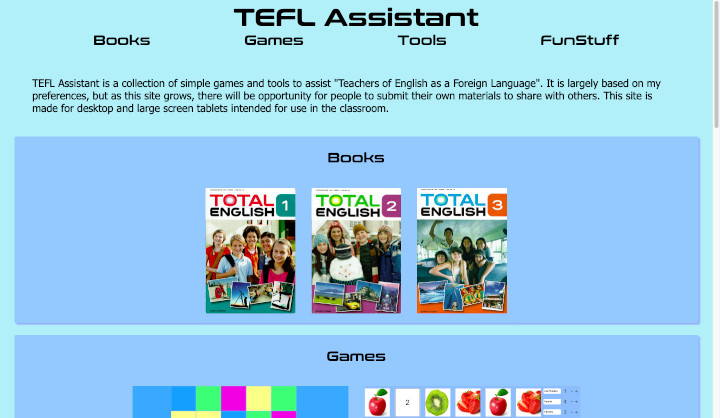 TEFL Assistant
Books Games Tools FunStuff
TEFL Assistant is a collection of simple games and tools to assist "Teachers of English as a Foreign Language". It is largely based on my
preferences, but as this site grows, there will be opportunity for people to submit their own materials to share with others. This site is
made for desktop and large screen tablets intended for use in the classroom.
Books
TOTAL ENGLISH 1
TOTAL ENGLISH 2
TOTAL ENGLISH 3
Games
2